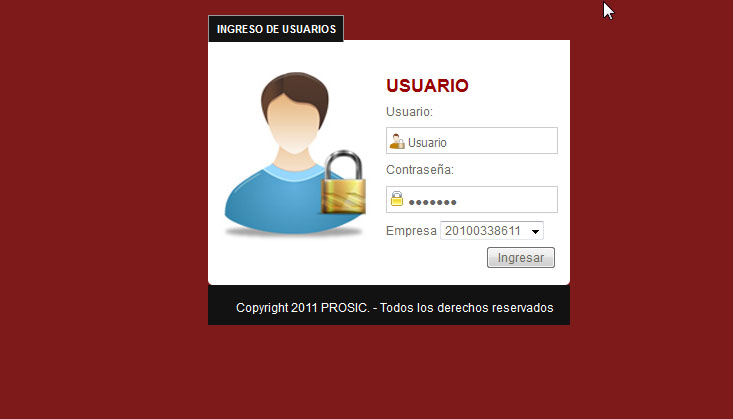 INGRESO DE USUARIOS
USUARIO
Usuario:
Usuario
Contraseña:
●●●●●●●
Empresa 20100338611
Ingresar
Copyright 2011 PROSIC. - Todos los derechos reservados